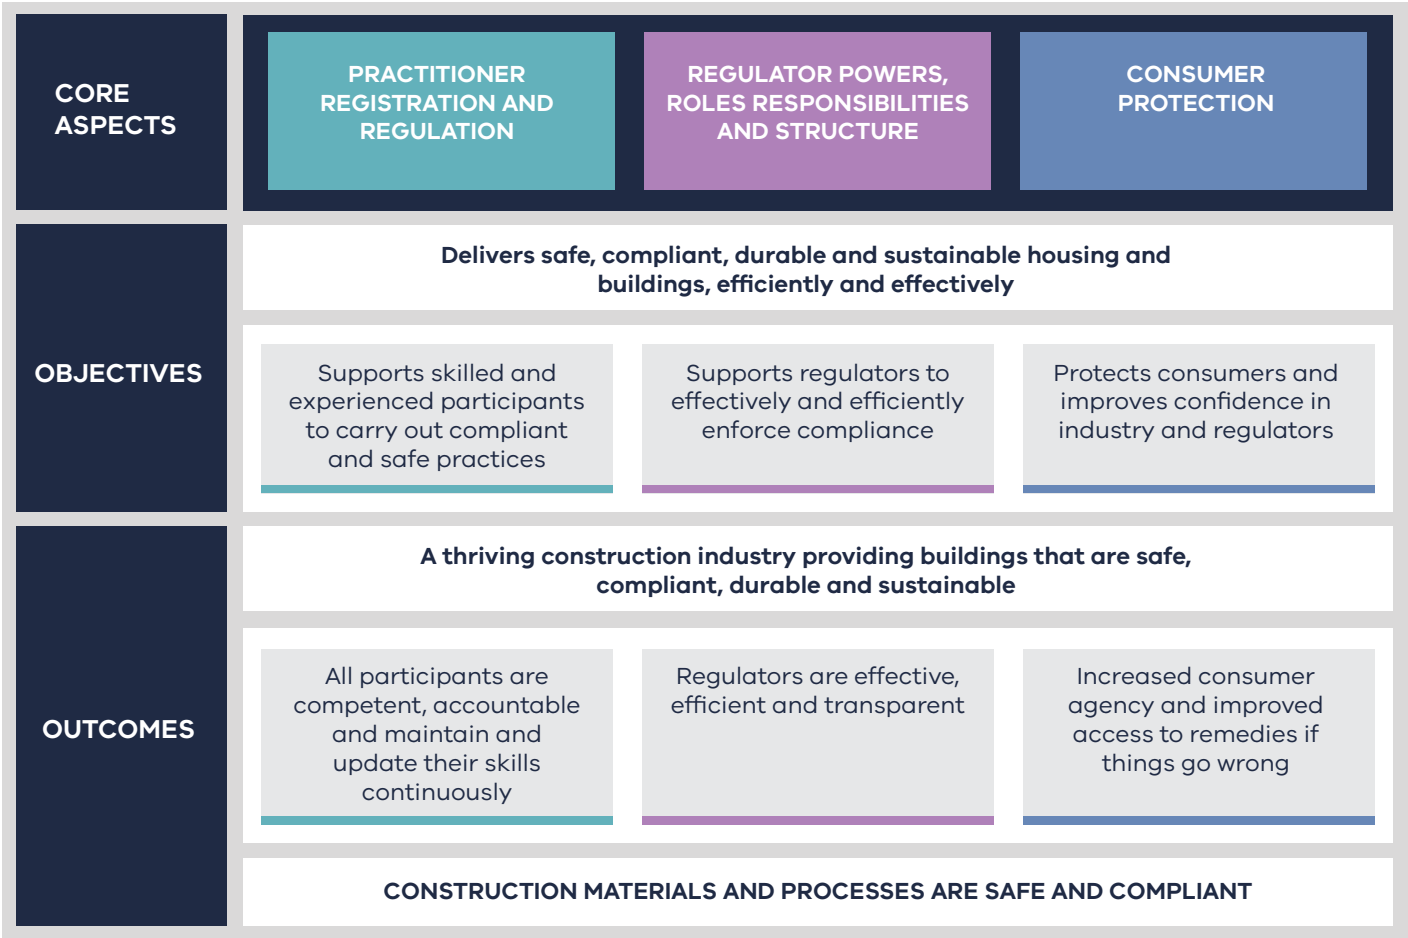 CORE
ASPECTS
PRACTITIONER
REGISTRATION AND
REGULATION
REGULATOR POWERS,
ROLES RESPONSIBILITIES
AND STRUCTURE
CONSUMER
PROTECTION
OBJECTIVES
Delivers safe, compliant, durable and sustainable housing and
buildings, efficiently and effectively
Supports skilled and
experienced participants
to carry out compliant
and safe practices
Supports regulators to
effectively and efficiently
enforce compliance
Protects consumers and
improves confidence in
industry and regulators
OUTCOMES
A thriving construction industry providing buildings that are safe,
compliant, durable and sustainable
All participants are
competent, accountable
and maintain and
update their skills
continuously
Regulators are effective,
efficient and transparent
Increased consumer
agency and improved
access to remedies if
things go wrong
CONSTRUCTION MATERIALS AND PROCESSES ARE SAFE AND COMPLIANT